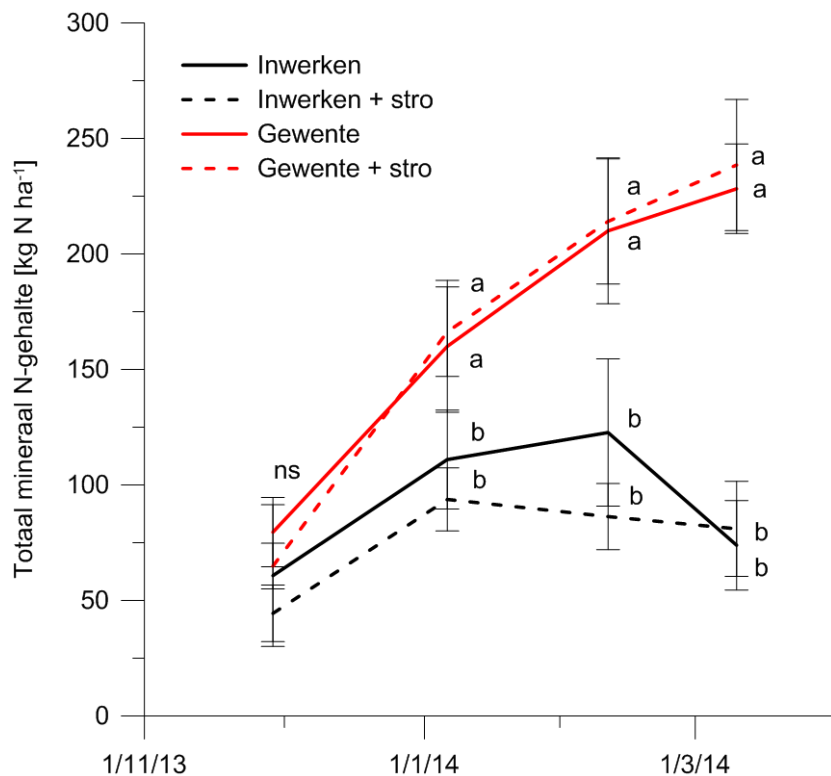 300
250
200
150
100
50
0
Totaal mineraal N-gehalte [kg N ha⁻¹]
Inwerken
Inwerken + stro
Gewente
Gewente + stro
ns
a
a
b
b
a
a
b
b
a
a
b
b
1/11/13
1/1/14
1/3/14